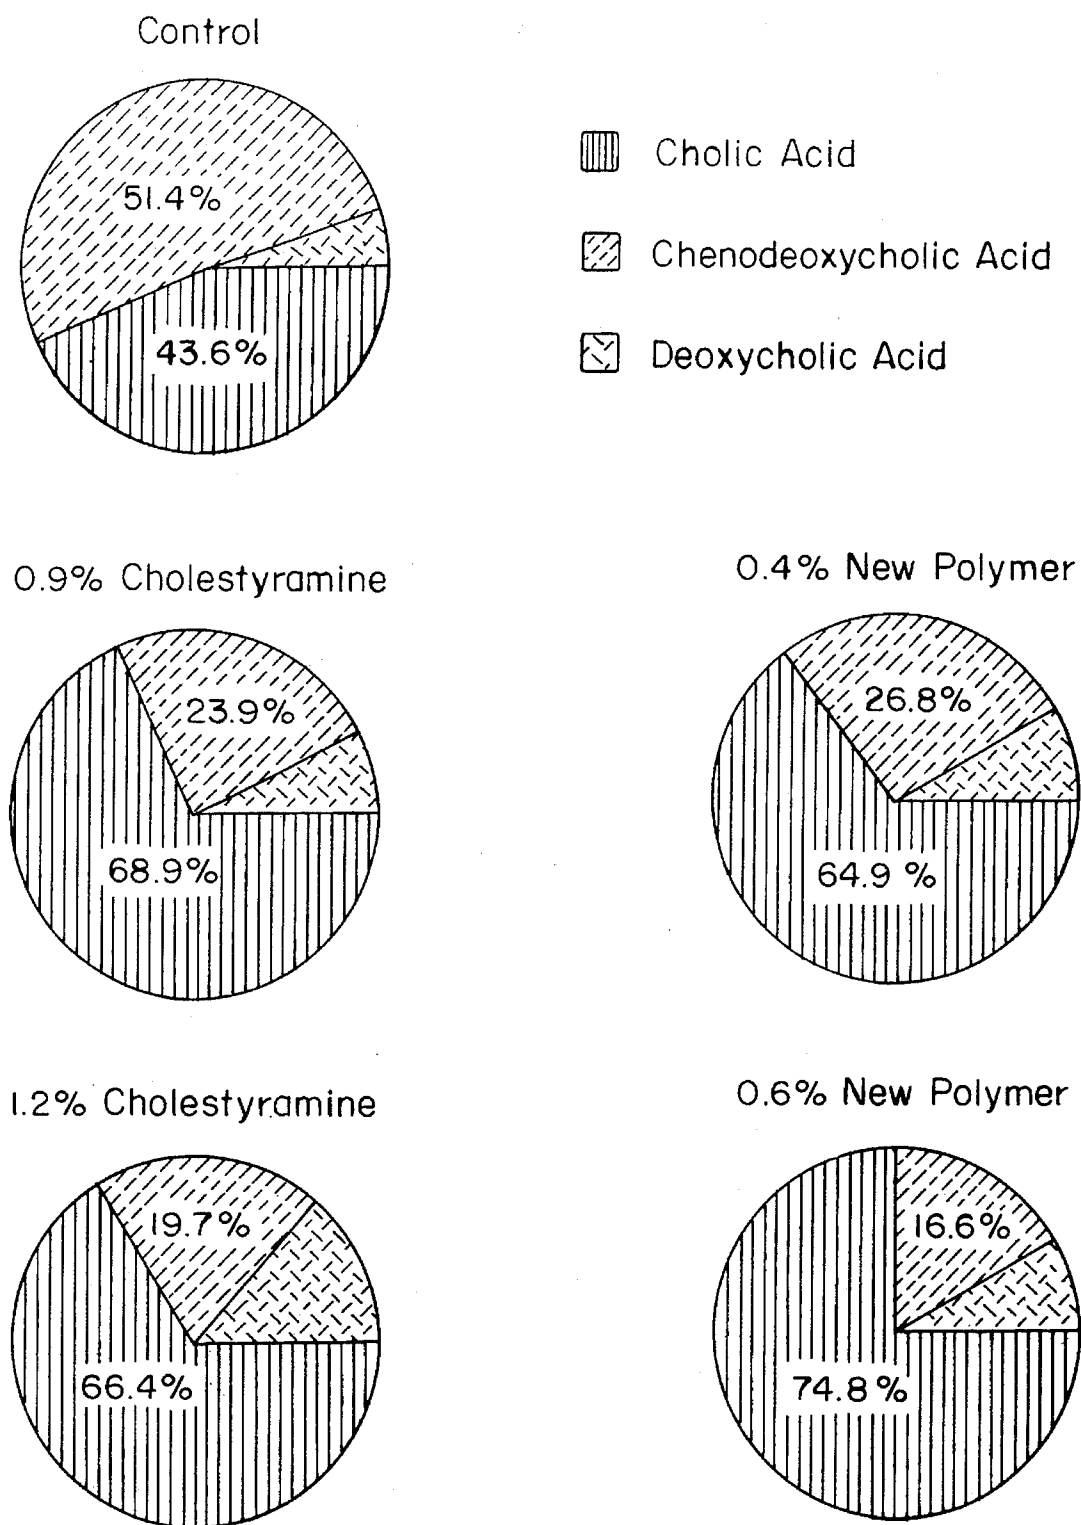 Control
51.4%
43.6%
Cholic Acid
Chenodeoxycholic Acid
Deoxycholic Acid
0.9% Cholestyramine
23.9%
68.9%
0.4% New Polymer
26.8%
64.9 %
1.2% Cholestyramine
19.7%
66.4%
0.6% New Polymer
16.6%
74.8%